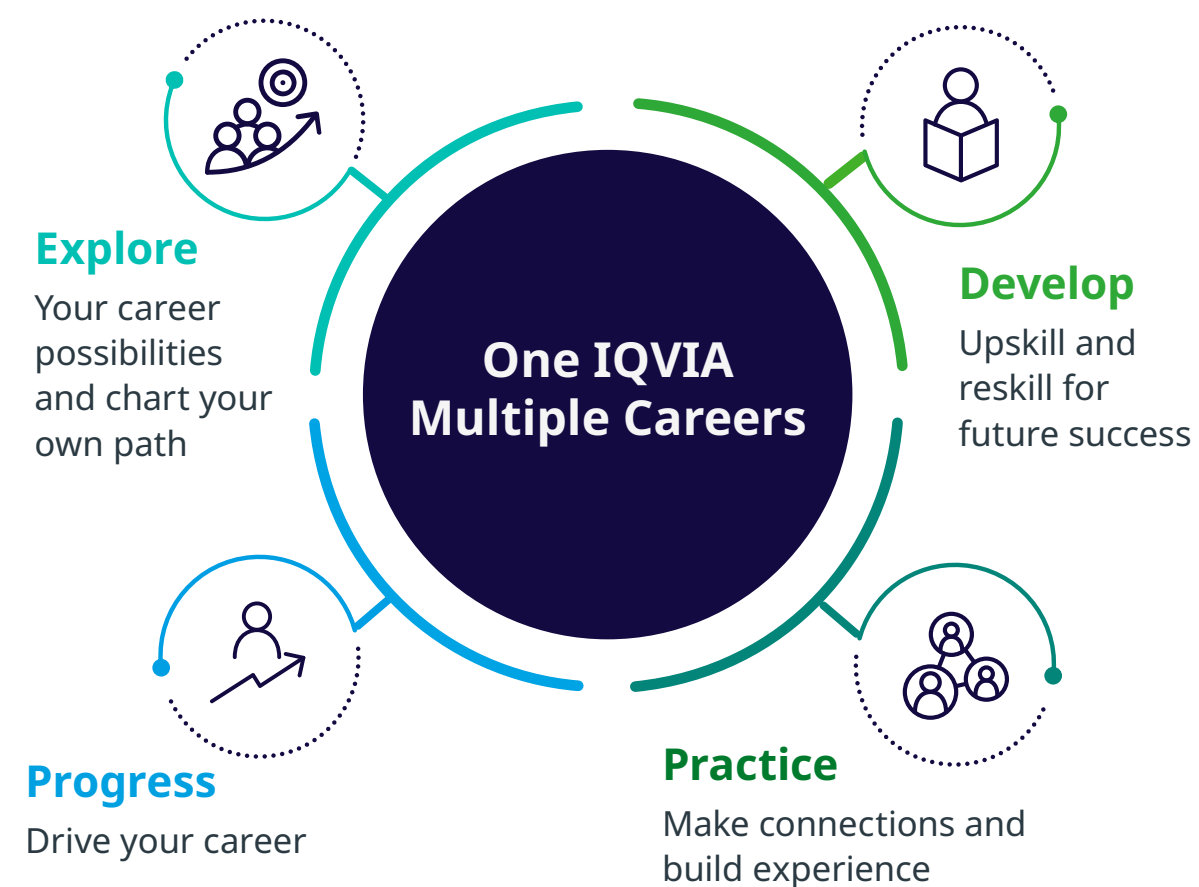 Explore
Your career
possibilities
and chart your
own path
Develop
Upskill and
reskill for
future success
One IQVIA
Multiple Careers
Progress
Drive your career
Practice
Make connections and
build experience